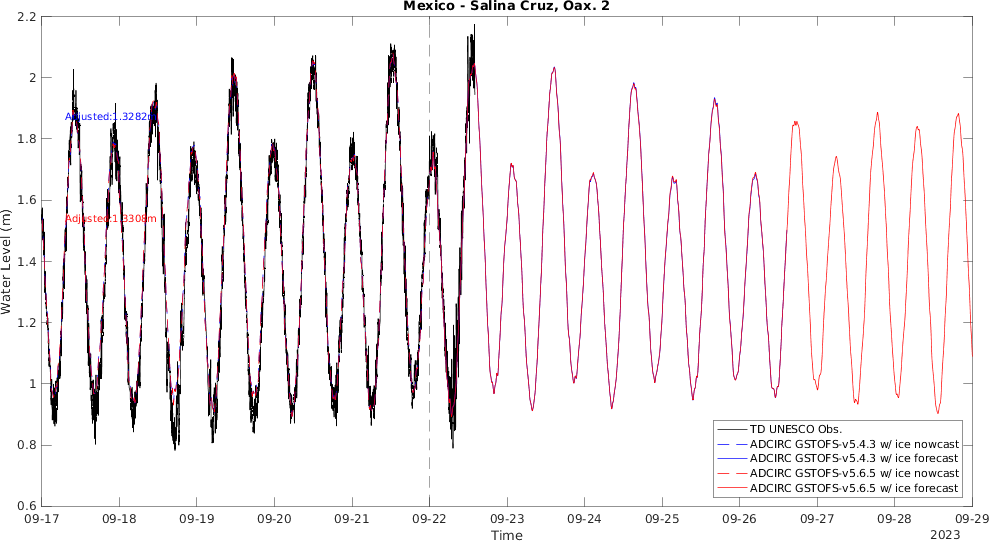 Mexico - Salina Cruz, Oax. 2
Water Level (m)
2.2
2
1.8
1.6
1.4
1.2
1
0.8
0.6
Adjusted:1.3282m
Adjusted:1.3308m
TD UNESCO Obs.
ADCIRC GSTOFS-v5.4.3 w/ ice nowcast
ADCIRC GSTOFS-v5.4.3 w/ ice forecast
ADCIRC GSTOFS-v5.6.5 w/ ice nowcast
ADCIRC GSTOFS-v5.6.5 w/ ice forecast
09-17 09-18 09-19 09-20 09-21 09-22 09-23 09-24 09-25 09-26 09-27 09-28 09-29
Time
2023